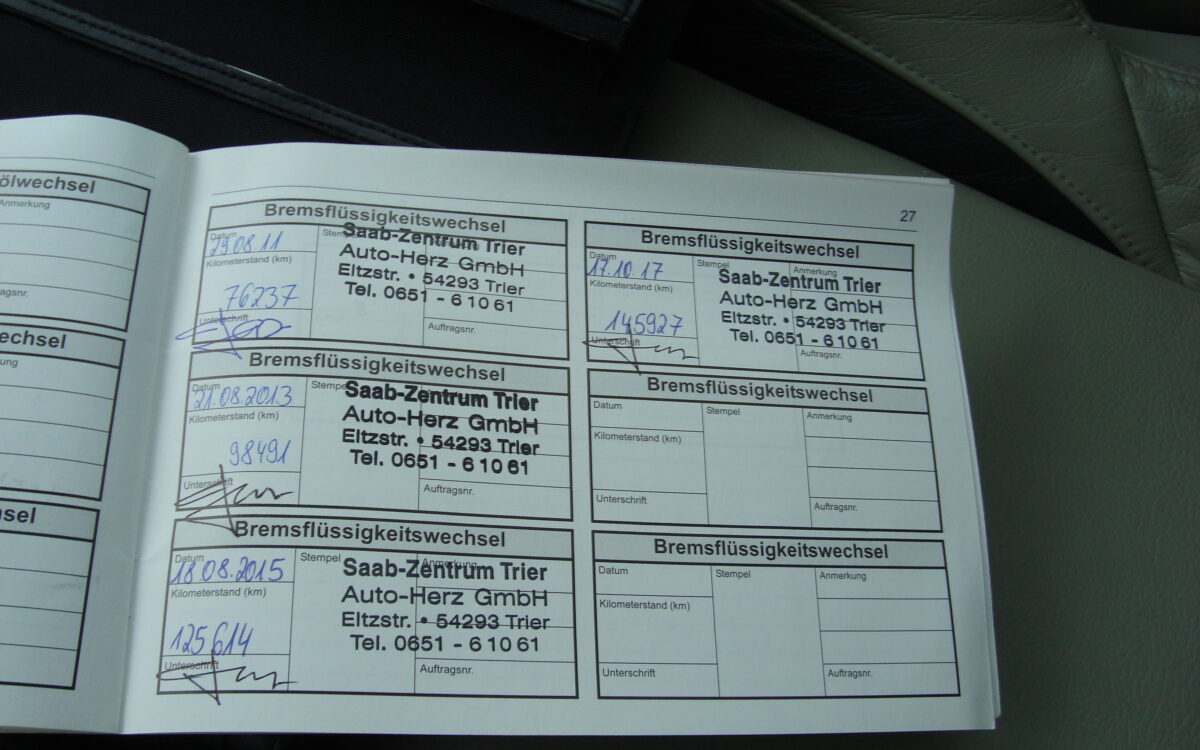 ölwechsel
Anmerkung
agsnr.
echsel
ung
sel
27
Bremsflüssigkeitswechsel
Datum
29.08.11
Stempel
Kilometerstand (km)
76237
Unterschrift
Saab-Zentrum Trier
Auto-Herz GmbH
Eltzstr. • 54293 Trier
Tel. 0651 - 6 10 61
Auftragsnr.
Bremsflüssigkeitswechsel
Datum
21.08.2013
Stempel
Kilometerstand (km)
98491
Unterschrift
Saab-Zentrum Trier
Auto-Herz GmbH
Eltzstr. • 54293 Trier
Tel. 0651 - 6 10 61
Auftragsnr.
Bremsflüssigkeitswechsel
Datum
18.08.2015
Stempel
Anmerkung
Kilometerstand (km)
125614
Unterschrift
Saab-Zentrum Trier
Auto-Herz GmbH
Eltzstr. • 54293 Trier
Tel. 0651 - 6 10 61
Auftragsnr.
Bremsflüssigkeitswechsel
Datum
17.10.17
Stempel
Anmerkung
Kilometerstand (km)
145927
Unterschrift
Saab-Zentrum Trier
Auto-Herz GmbH
Eltzstr. • 54293 Trier
Tel. 0651 - 6 10 61
Auftragsnr.
Bremsflüssigkeitswechsel
Datum
Stempel
Anmerkung
Kilometerstand (km)
Unterschrift
Auftragsnr.
Bremsflüssigkeitswechsel
Datum
Stempel
Anmerkung
Kilometerstand (km)
Unterschrift
Auftragsnr.